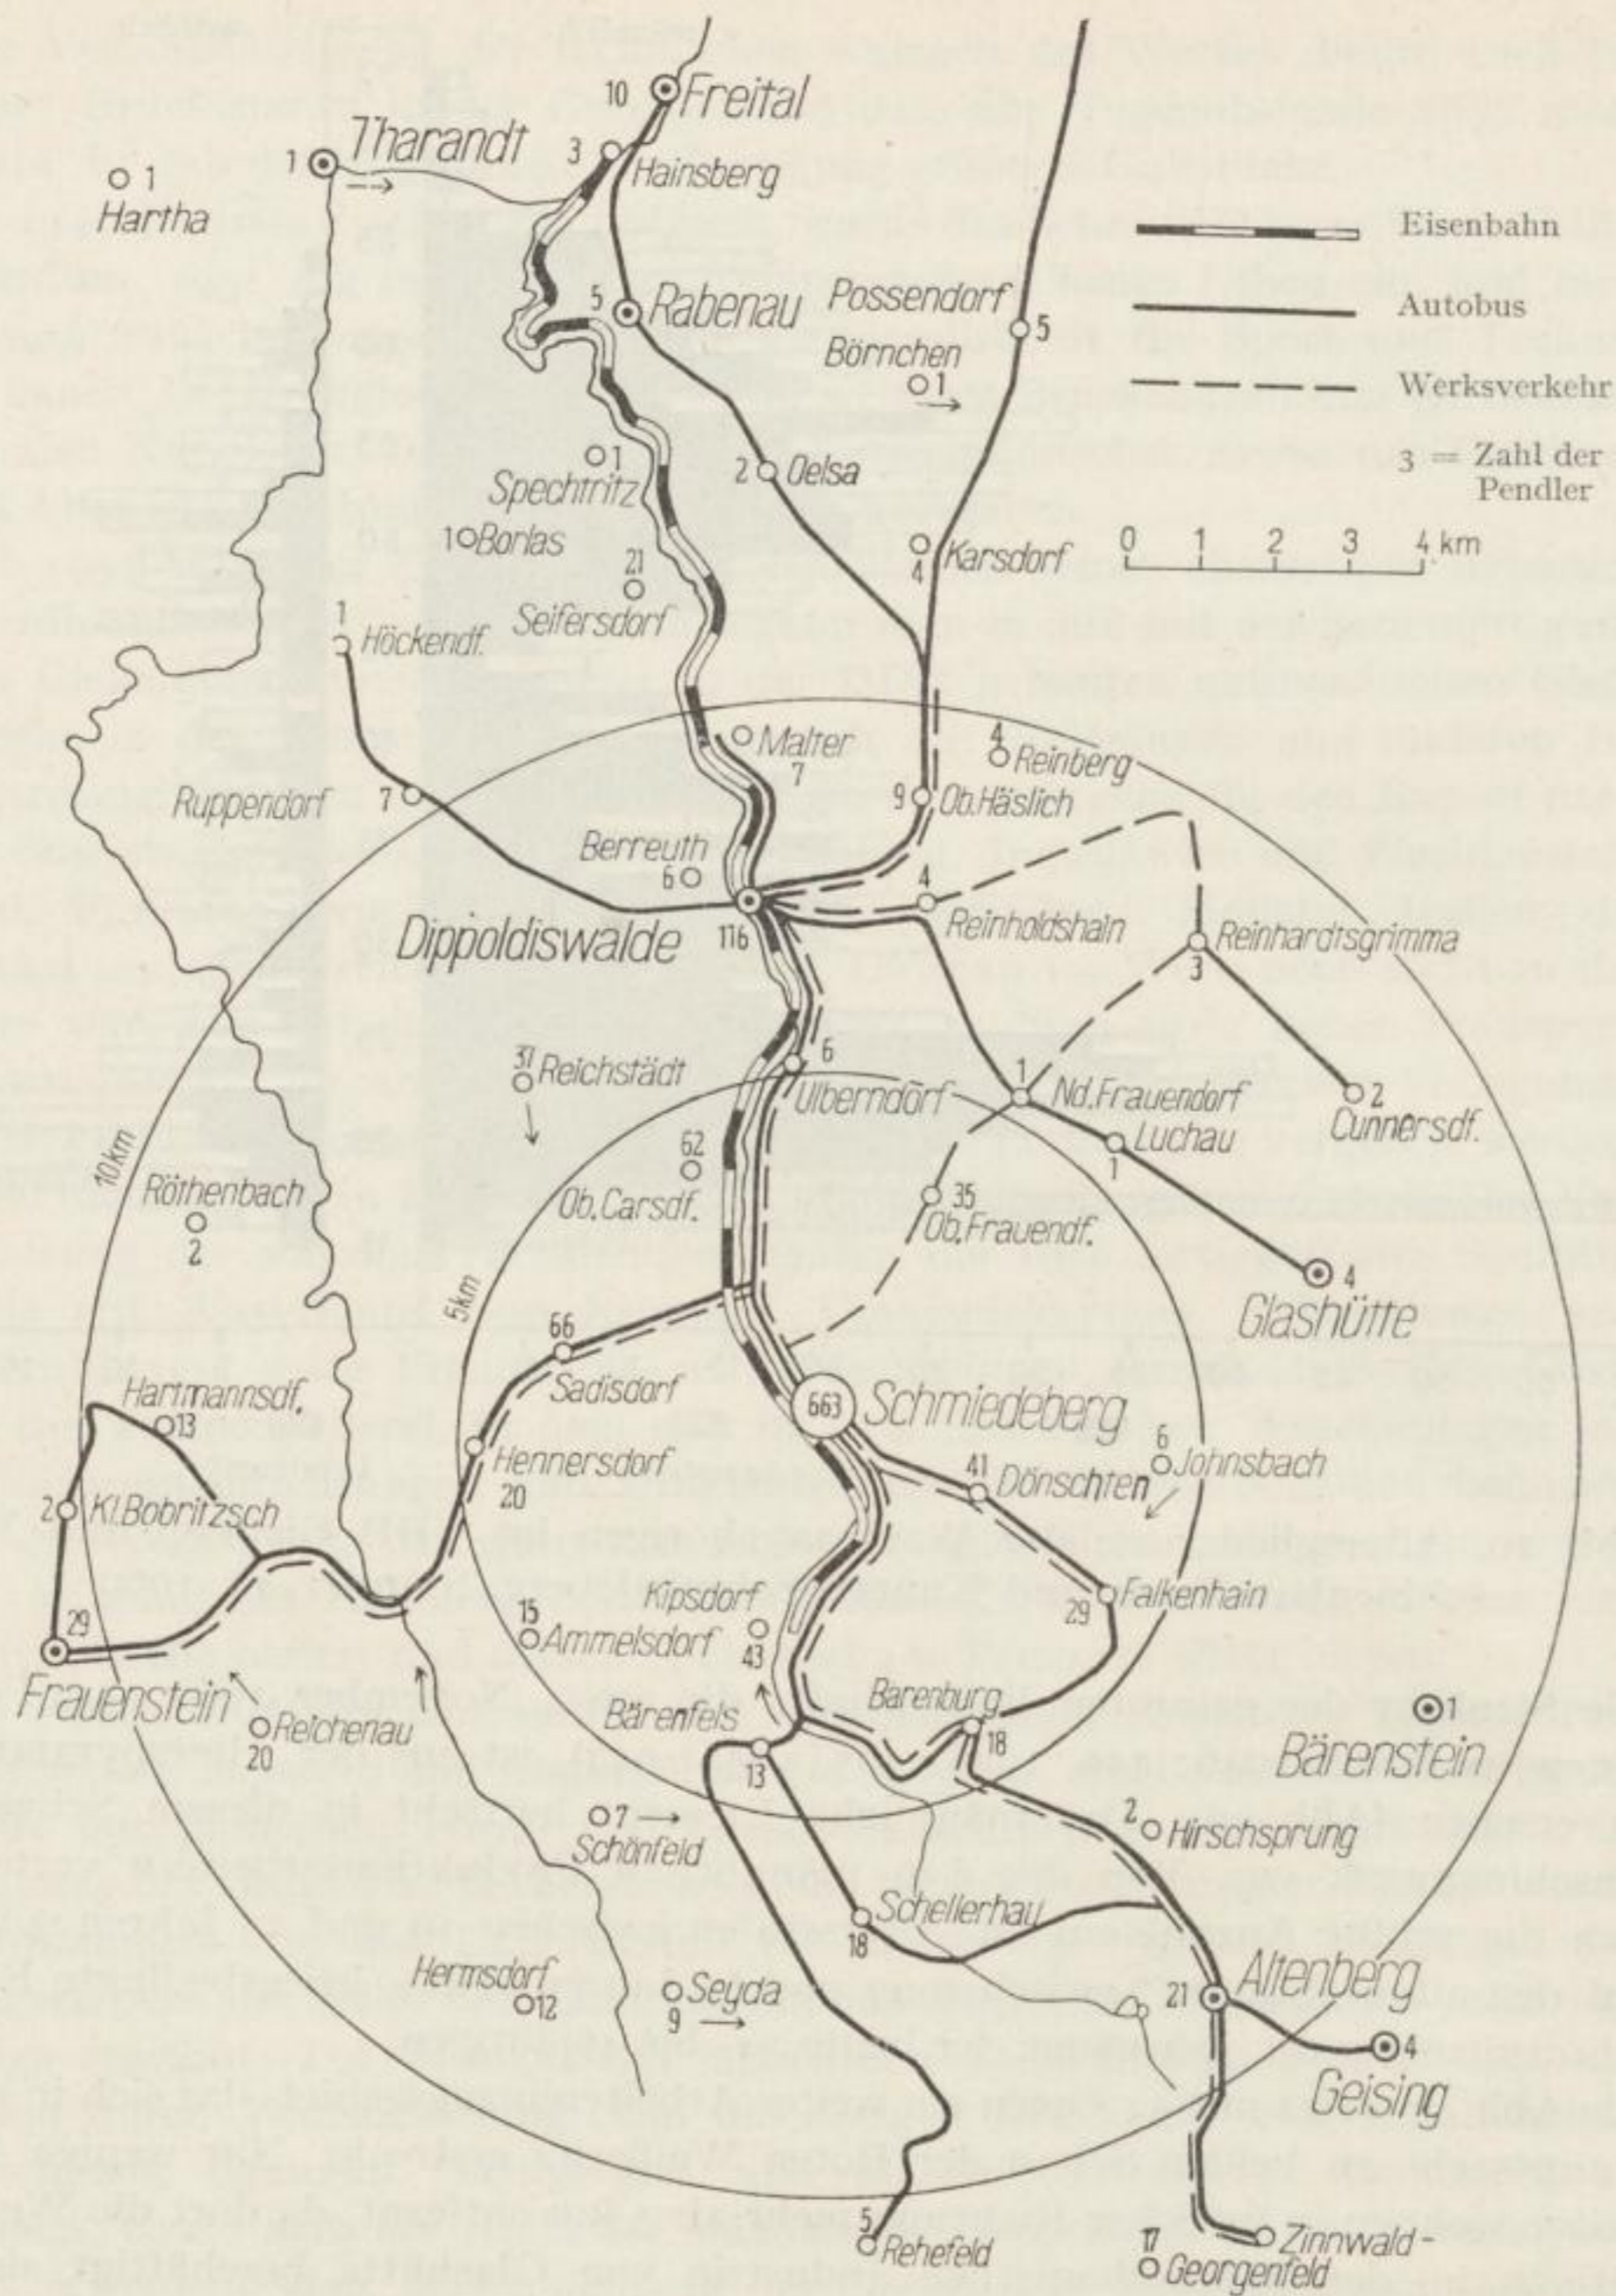 10 Freital
1 Tharandt
3 Hainsberg
1
Hartha
Eisenbahn
Autobus
Werksverkehr
3 = Zahl der
Pendler
0 1 2 3 4 km
5 Rabenau
Possendorf 5
Börnchen
1
1
Spechtritz
2 Oelsa
1 Borlas
21
Seifersdorf
Karsdorf
4
1
Höckendf.
Malter
7
4
Reinberg
Ruppendorf 7
9 Ob.Häslich
Berreuth
6
4
Reinholdshain
Dippoldiswalde 116
Reinhardtsgrimma
3
31 Reichstädt
6
Ulberndorf
1
Nd.Frauendorf
2
Cunnersdf.
Luchau
1
62
Ob.Carsdf.
10km
Röthenbach
2
35
Ob.Frauendf.
4
Glashütte
5km
66
Sadisdorf
Hartmannsdf.
13
663 Schmiedeberg
Hennersdorf
20
41
Dönschten
6
Johnsbach
2 Kl.Bobritzsch
Falkenhain
29
Kipsdorf
43
15
Ammelsdorf
29
Frauenstein
Reichenau
20
Bärenfels
13
Barenburg
18
1
Bärenstein
7
Schönfeld
2
Hirschsprung
Schellerhau
18
Hermsdorf
12
Seyda
9
21 Altenberg
4
Geising
5
Rehefeld
17
Zinnwald-
Georgenfeld